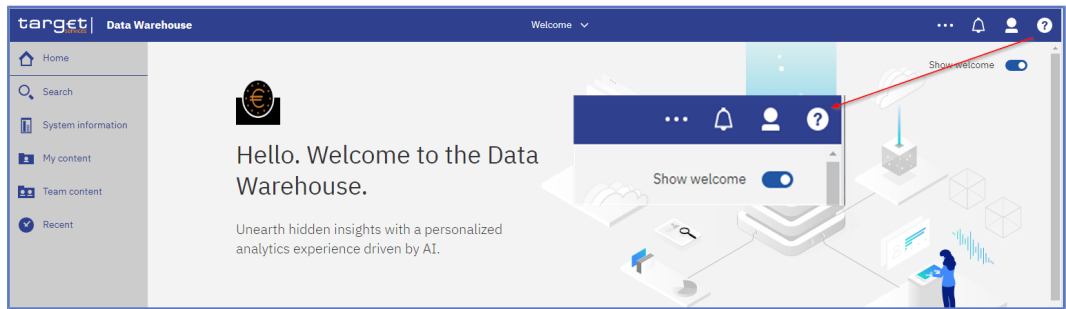 target services Data Warehouse Welcome
Home
Show welcome
Search
System information
My content
Show welcome
Hello. Welcome to the Data
Warehouse.
Team content
Recent
Unearth hidden insights with a personalized
analytics experience driven by AI.